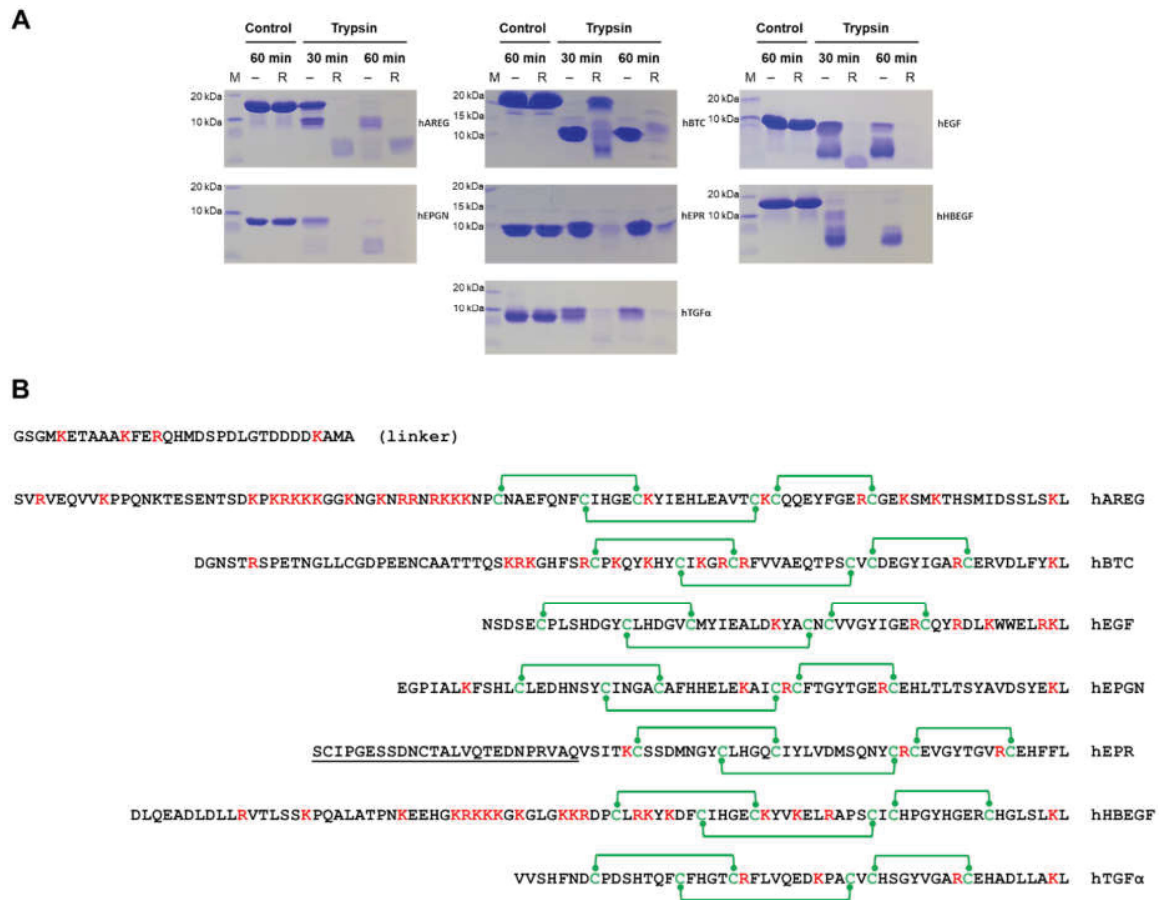 A
Control Trypsin Control Trypsin Control Trypsin
60 min 30 min 60 min 60 min 30 min 60 min 60 min 30 min 60 min
M – R – R – R M – R – R – R M – R – R – R
20 kDa
10 kDa
hAREG
20 kDa
15 kDa
10 kDa
hBTC
20 kDa
10 kDa
hEGF
20 kDa
10 kDa
hEPGN
20 kDa
10 kDa
hEPR
20 kDa
10 kDa
hHBEGF
20 kDa
10 kDa
hTGFα
B
GSGMKETAAAKFERQHMDSPDLGTDDDDKAMA (linker)
SVRVEQVVKPPQNKTESENTSDKPKRKKKGGKNGKNRRNRKKKNPCNAEFQNFCIHGECKYIEHLEAVTCKCQQEYFGERCGEKSMKTHSMIDSSLSKL hAREG
DGNSTRSPETNGLLCGDPEENCAATTTQSKRKGHFSRCPKQYKHYCIKGRCRFVVAEQTPSCVCDEGYIGARCERVDLFYKL hBTC
NSDSECPLSHDGYCLHDGVCMYIEALDKYACNCVVGYIGERCQYRDLKWWELRKL hEGF
EGPIALKFSHLCLEDHNSYCINGACAFHHELEKAICRCFTGYTGERCEHLTLTSYAVDSYEKL hEPGN
SCIPGESSDNCTALVQTEDNPRVAQVSITKCSSDMNGYCLHGQCIYLVDMSQNYCRCEVGYTGVRCEHFFL hEPR
DLQEADLDLLRVTLSSKPQALATPNKEEHGKRKKKGKGLGKKRDPCLRKYKDFCIHGECKYVKELRAPSCICHPGYHGERCHGLSLKL hHBEGF
VVSHFNDCPDSHTQFCFHGTCRFLVQEDKPACVCHSGYVGARCEHADLLAKL hTGFα